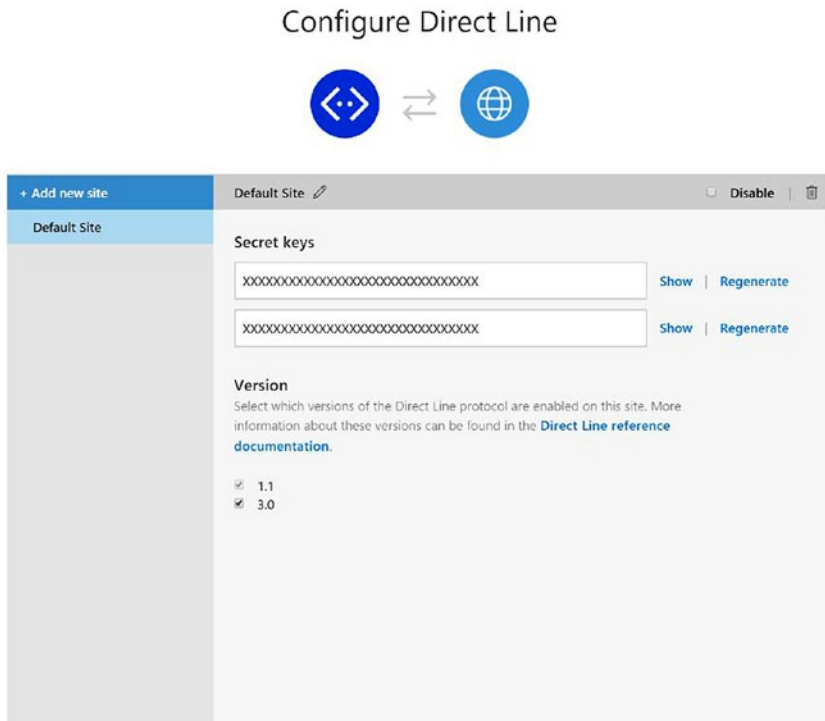 Configure Direct Line
+ Add new site
Default Site
Default Site
Disable |
Secret keys
XXXXXXXXXXXXXXXXXXXXXXXXXXXXXXXX
Show | Regenerate
XXXXXXXXXXXXXXXXXXXXXXXXXXXXXXXX
Show | Regenerate
Version
Select which versions of the Direct Line protocol are enabled on this site. More
information about these versions can be found in the Direct Line reference
documentation.
1.1
3.0